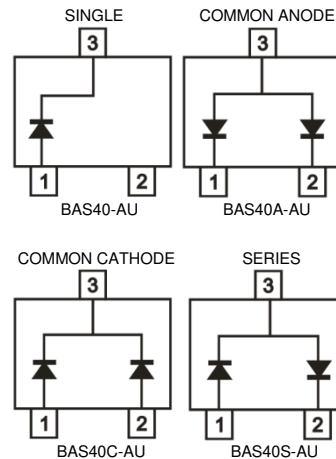 SINGLE
COMMON ANODE
3
3
1
2
1
2
BAS40-AU
BAS40A-AU
COMMON CATHODE
SERIES
3
3
1
2
1
2
BAS40C-AU
BAS40S-AU